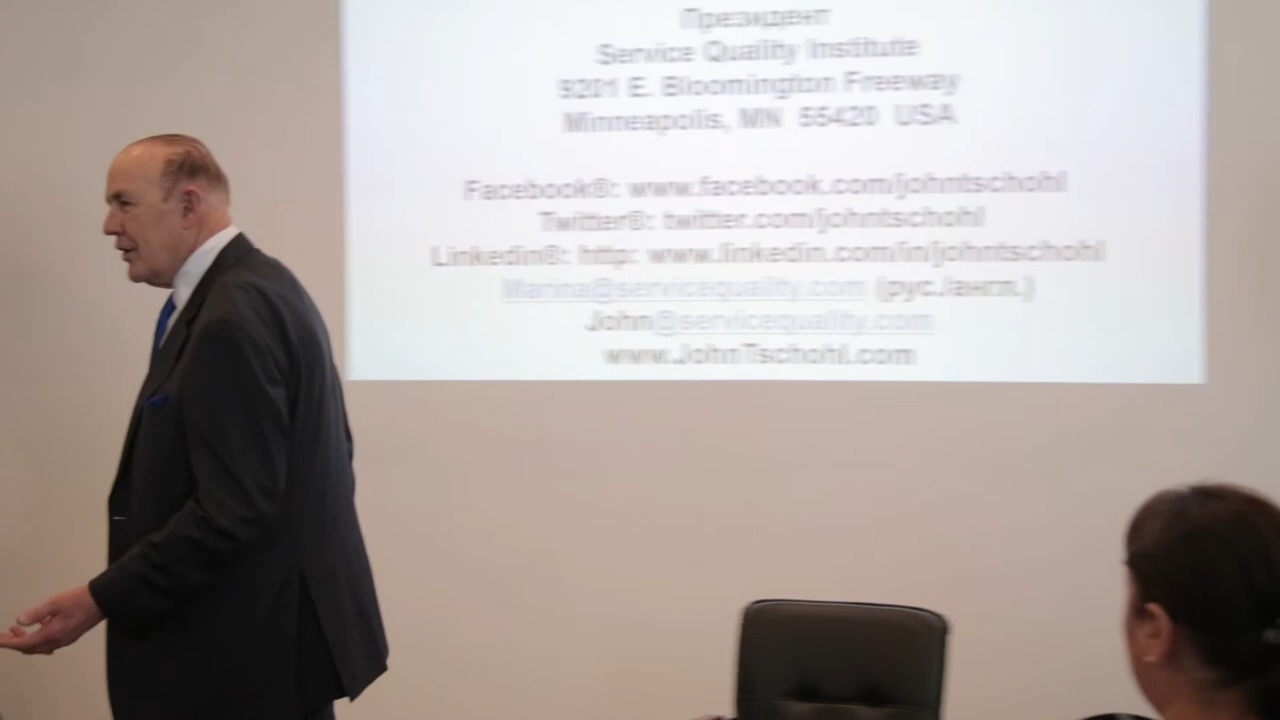 Президент
Service Quality Institute
9201 E. Bloomington Freeway
Minneapolis, MN 55420 USA
Facebook®: www.facebook.com/johntschohl
Twitter®: twitter.com/johntschohl
Linkedin®: http: www.linkedin.com/in/johntschohl
Marina@servicequality.com (рус./англ.)
John@servicequality.com
www.JohnTschohl.com